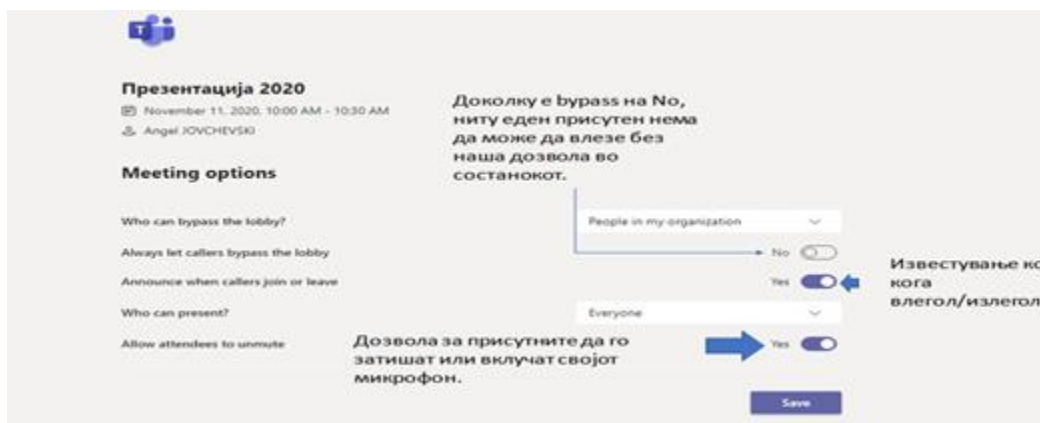 Презентација 2020
November 11, 2020, 10:00 AM - 10:30 AM
Angel JOVCHEVSKI
Доколку е bypass на No,
ниту еден присутен нема
да може да влезе без
наша дозвола во
состанокот.
Meeting options
Who can bypass the lobby?
People in my organization
Always let callers bypass the lobby
No
Announce when callers join or leave
Yes
Известување ко
кога
влегол/излегол
Who can present?
Everyone
Allow attendees to unmute
Yes
Дозвола за присутните да го
затишат или вклучат својот
микрофон.
Save